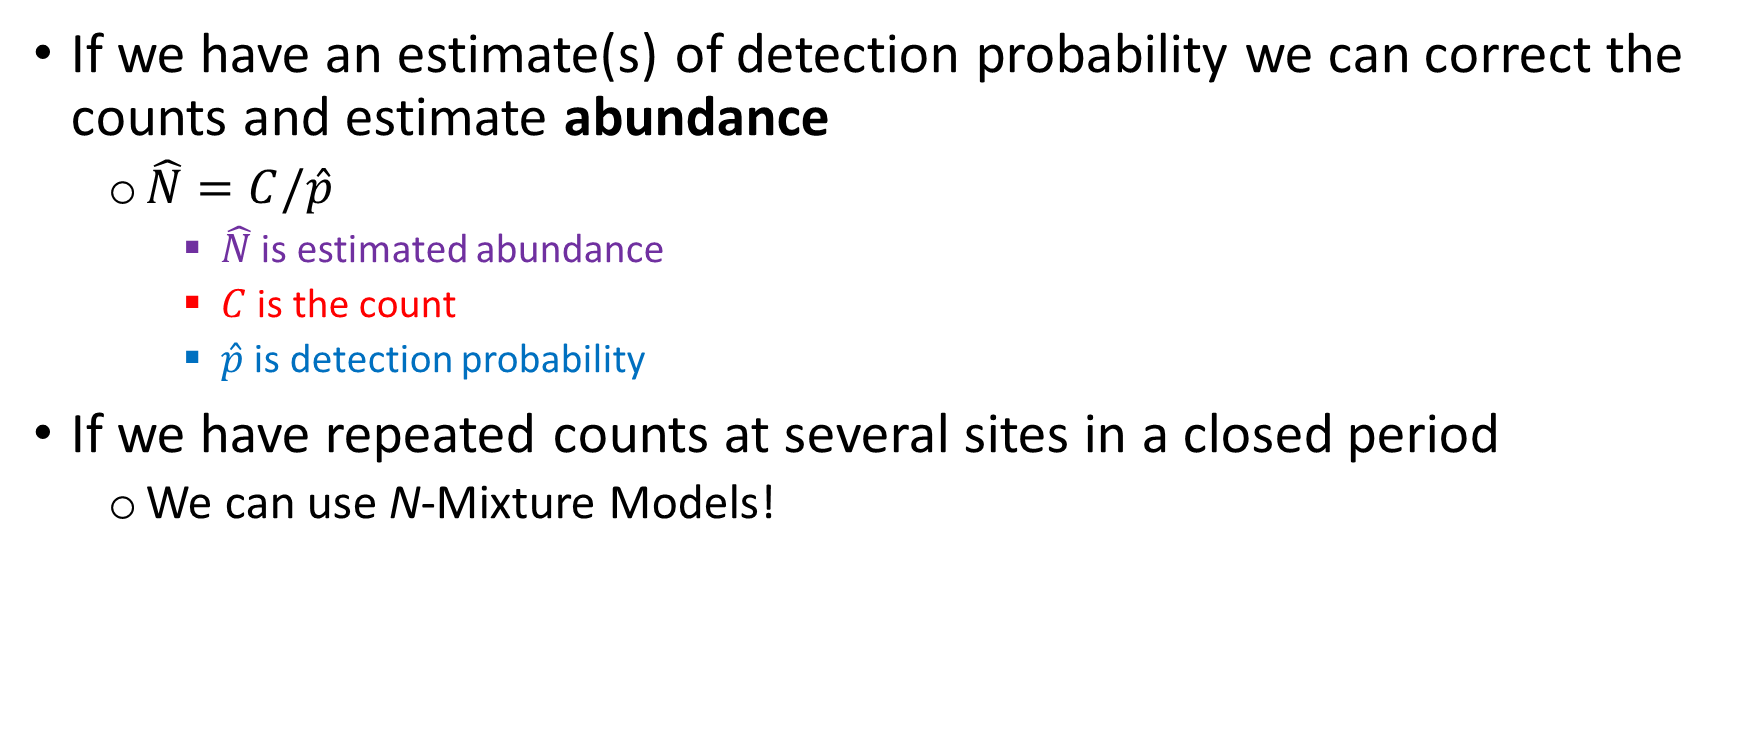 • If we have an estimate(s) of detection probability we can correct the
counts and estimate abundance
○ N̂ = C/p̂
▪ N̂ is estimated abundance
▪ C is the count
▪ p̂ is detection probability
• If we have repeated counts at several sites in a closed period
○ We can use N-Mixture Models!